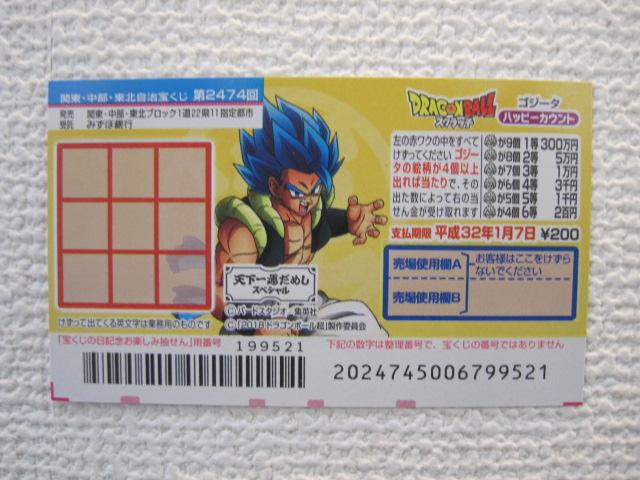 関東・中部・東北自治宝くじ 第2474回
発売 関東・中部・東北ブロック1道22県11指定都市
受託 みずほ銀行
DRAGONBALL
スクラッチ
ゴジータ
ハッピーカウント
左の赤ワクの中をすべて
けずってください ゴジー
タの絵柄が4個以上
出れば当たりで、その
出た数によって右の当
せん金が受け取れます
が9個 1等 300万円
が8個 2等 5万円
が7個 3等 1万円
が6個 4等 3千円
が5個 5等 1千円
が4個 6等 2百円
支払期限 平成32年1月7日 ¥200
売場使用欄A
お客様はここをけずら
ないでください
売場使用欄B
天下一運だめし
スペシャル
©バードスタジオ/集英社
©「2018ドラゴンボール超」製作委員会
けずって出てくる英文字は業務用のものです
「宝くじの日記念お楽しみ抽せん」用番号 199521
下記の数字は整理番号で、宝くじの番号ではありません
2024745006799521